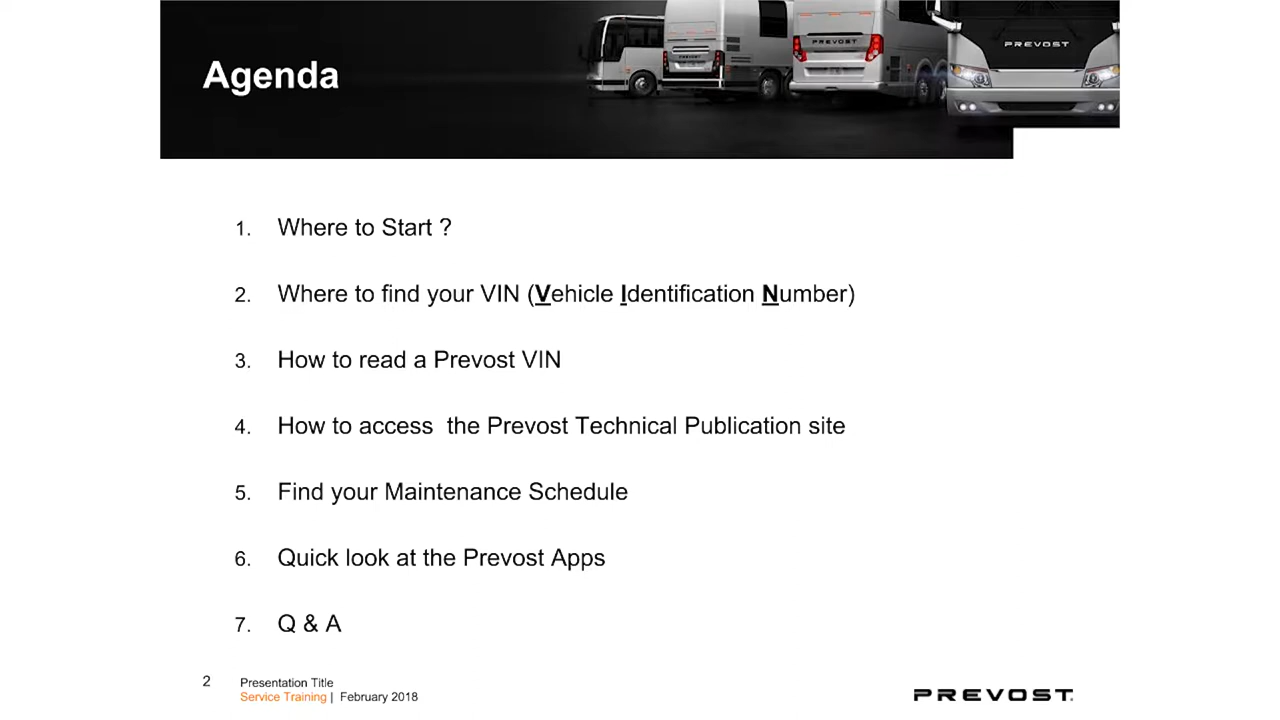 Agenda
PREVOST
PREVOST
PREVOST
1. Where to Start ?
2. Where to find your VIN (Vehicle Identification Number)
3. How to read a Prevost VIN
4. How to access  the Prevost Technical Publication site
5. Find your Maintenance Schedule
6. Quick look at the Prevost Apps
7. Q & A
2 Presentation Title
Service Training | February 2018
PREVOST